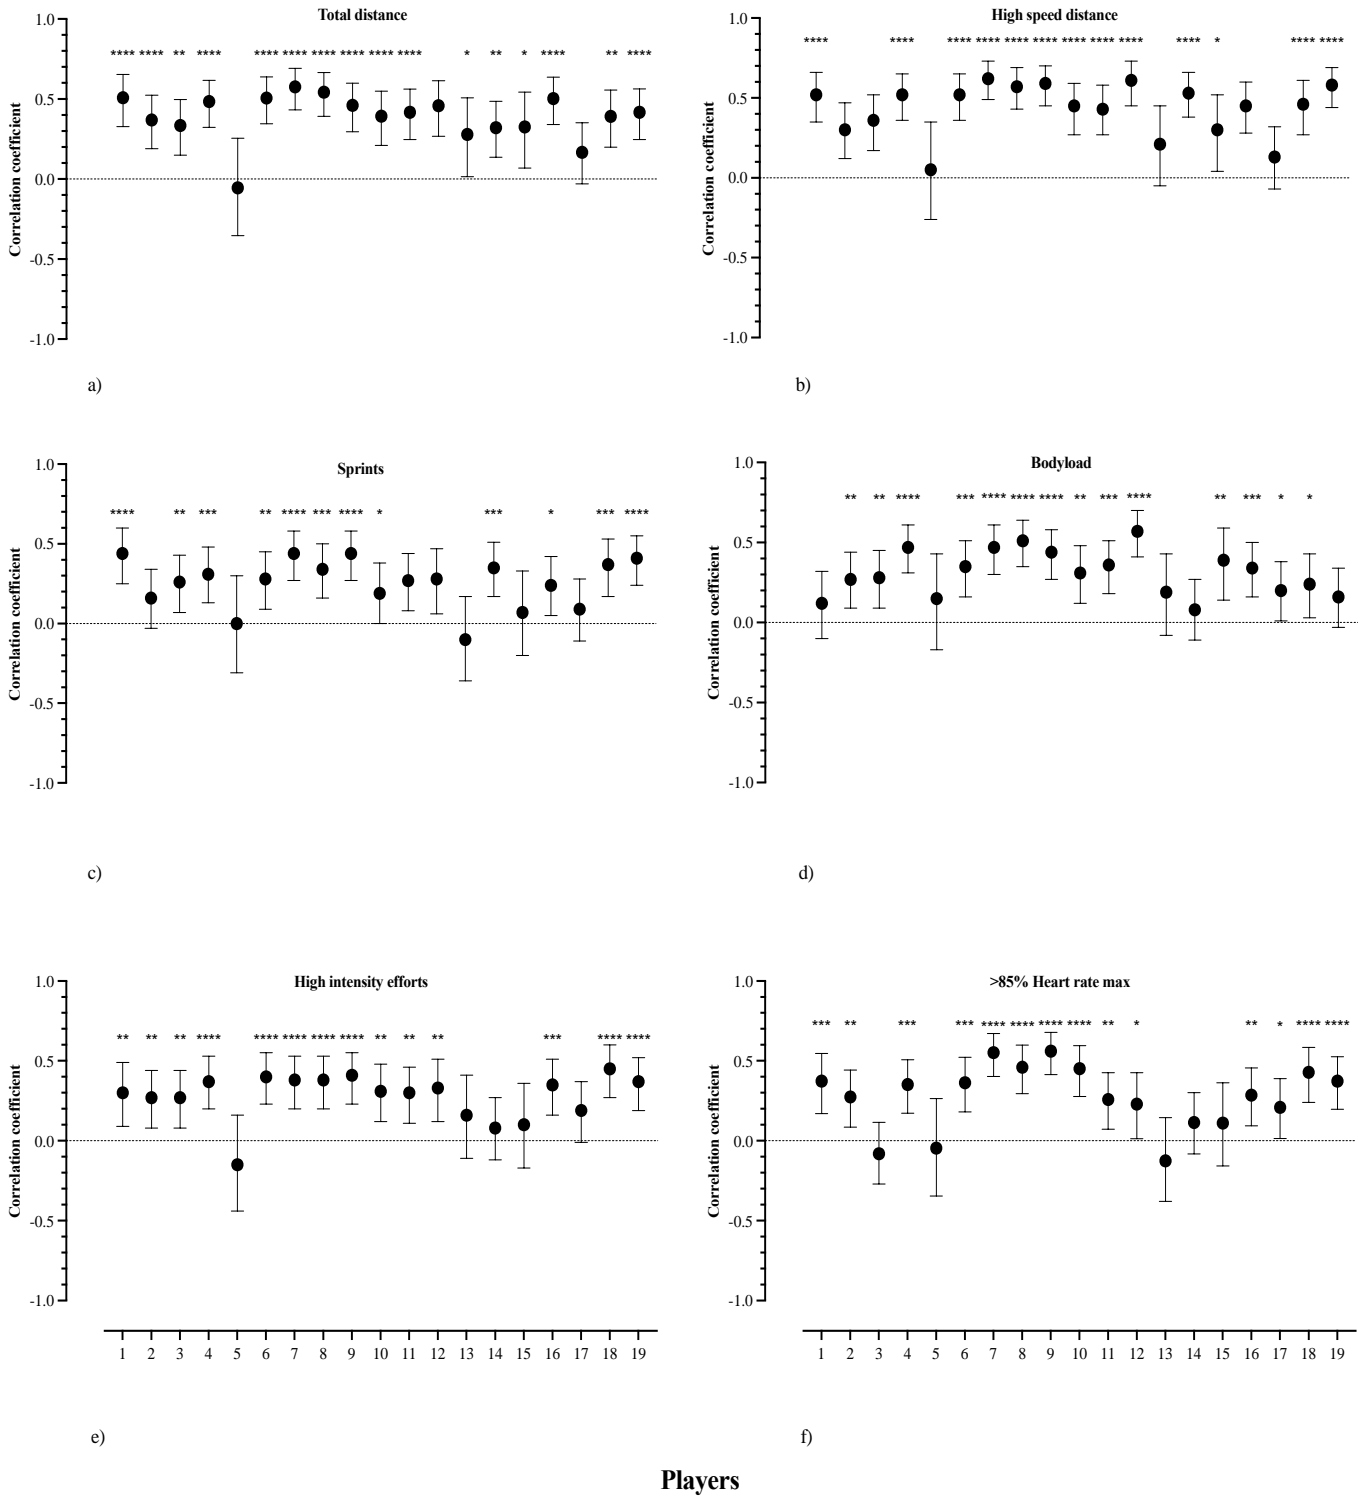 Total distance
1.0
**** **** ** **** **** **** **** **** **** **** * ** * **** ** ****
0.5
0.0
-0.5
-1.0
Correlation coefficient
a)
High speed distance
1.0
**** **** **** **** **** **** **** **** **** **** * **** ****
0.5
0.0
-0.5
-1.0
Correlation coefficient
b)
Sprints
1.0
**** ** *** ** **** *** **** * *** * *** ****
0.5
0.0
-0.5
-1.0
Correlation coefficient
c)
Bodyload
1.0
** ** **** *** **** **** **** ** *** **** ** *** * *
0.5
0.0
-0.5
-1.0
Correlation coefficient
d)
High intensity efforts
1.0
** ** ** **** **** **** **** **** ** ** ** *** **** ****
0.5
0.0
-0.5
-1.0
Correlation coefficient
1 2 3 4 5 6 7 8 9 10 11 12 13 14 15 16 17 18 19
e)
>85% Heart rate max
1.0
*** ** *** *** **** **** **** **** ** * ** * **** ****
0.5
0.0
-0.5
-1.0
Correlation coefficient
1 2 3 4 5 6 7 8 9 10 11 12 13 14 15 16 17 18 19
f)
Players